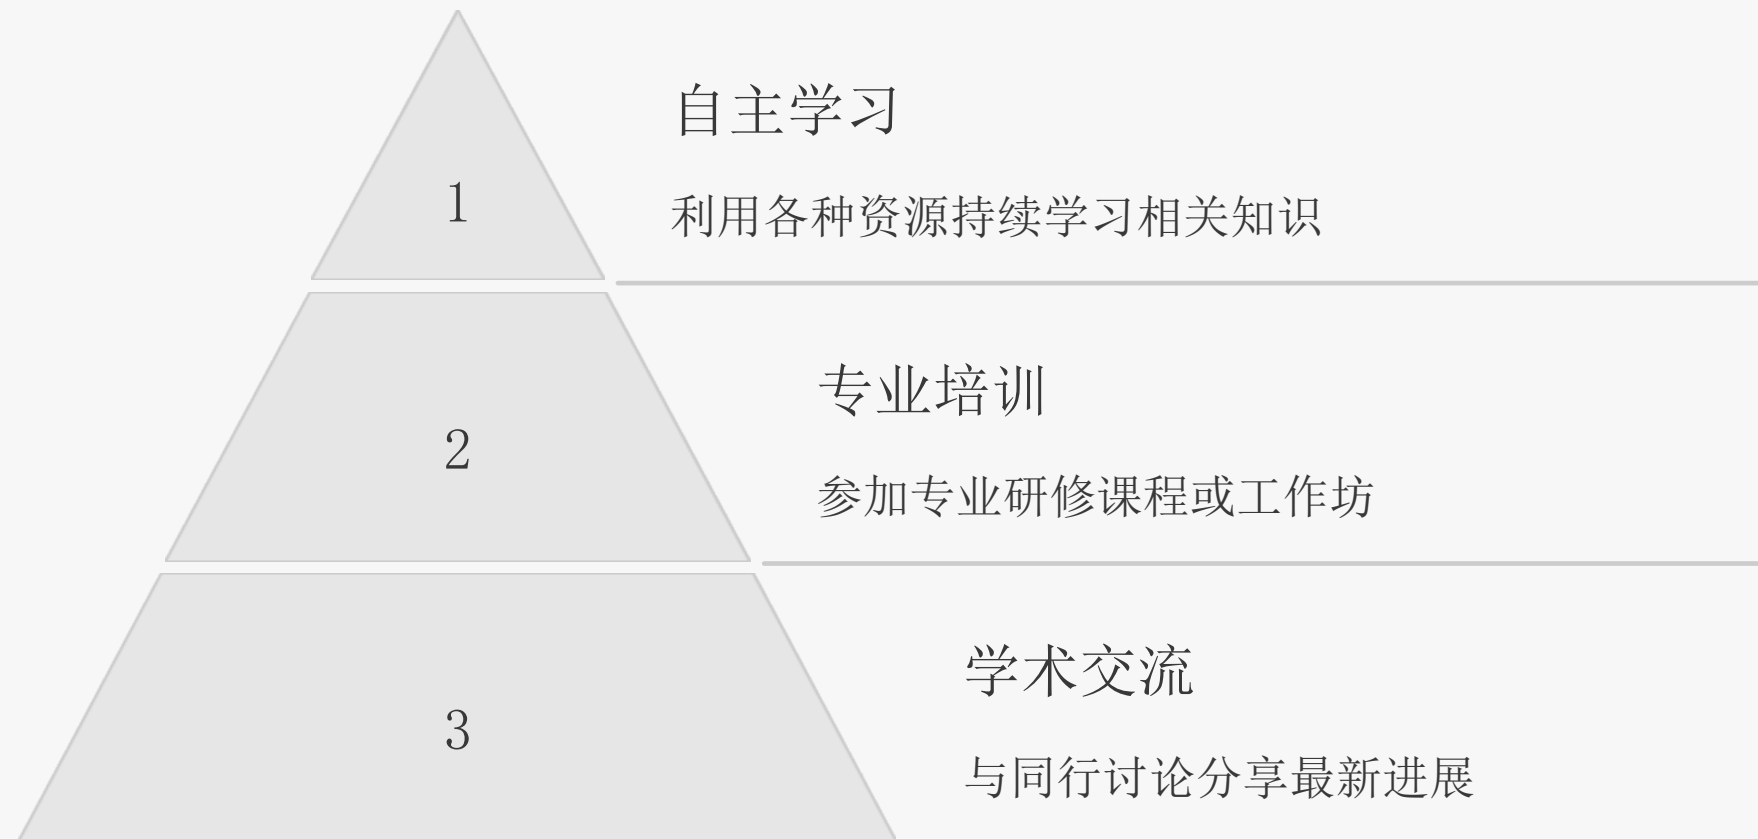 自主学习
1
利用各种资源持续学习相关知识
专业培训
2
参加专业研修课程或工作坊
学术交流
3
与同行讨论分享最新进展